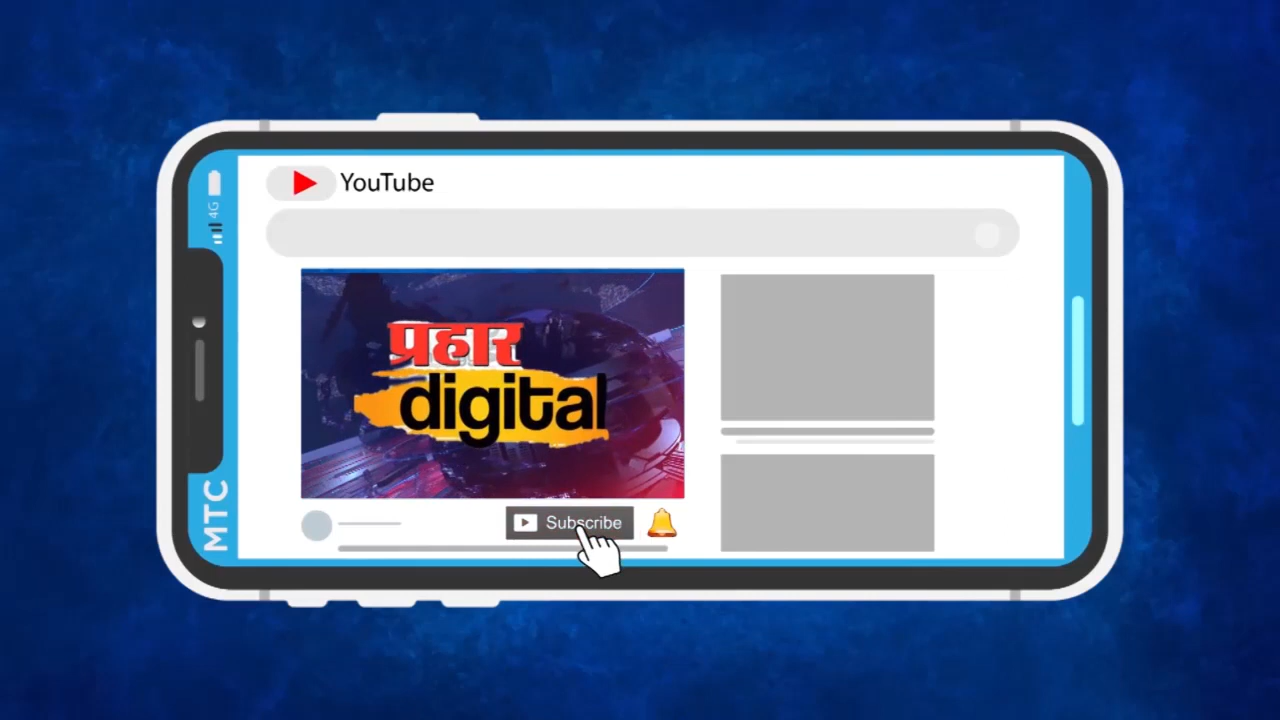 4G
MTC
YouTube
प्रहार
digital
Subscribe